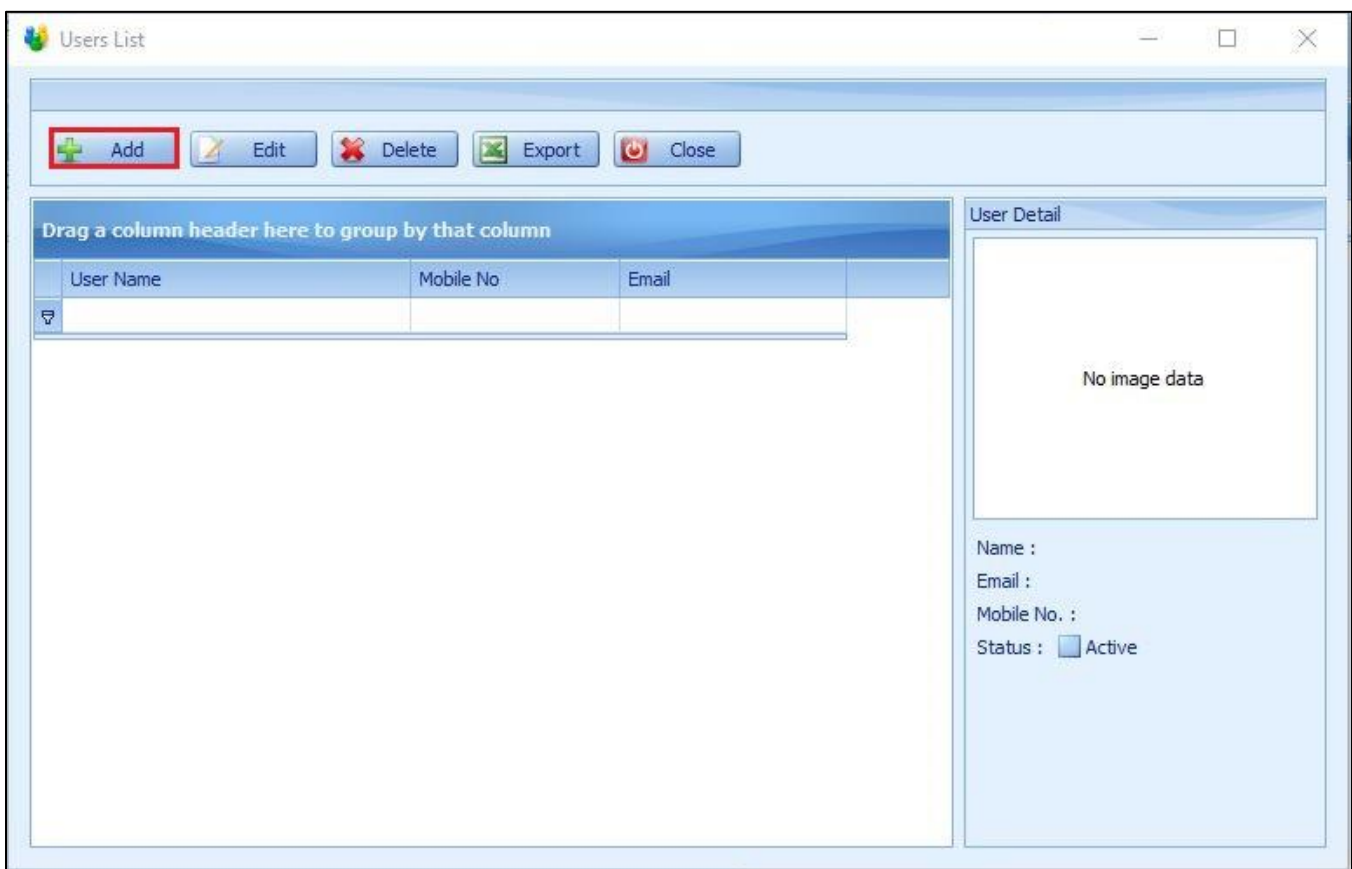 Users List
Add Edit Delete Export Close
Drag a column header here to group by that column
User Name Mobile No Email
User Detail
No image data
Name :
Email :
Mobile No. :
Status : Active